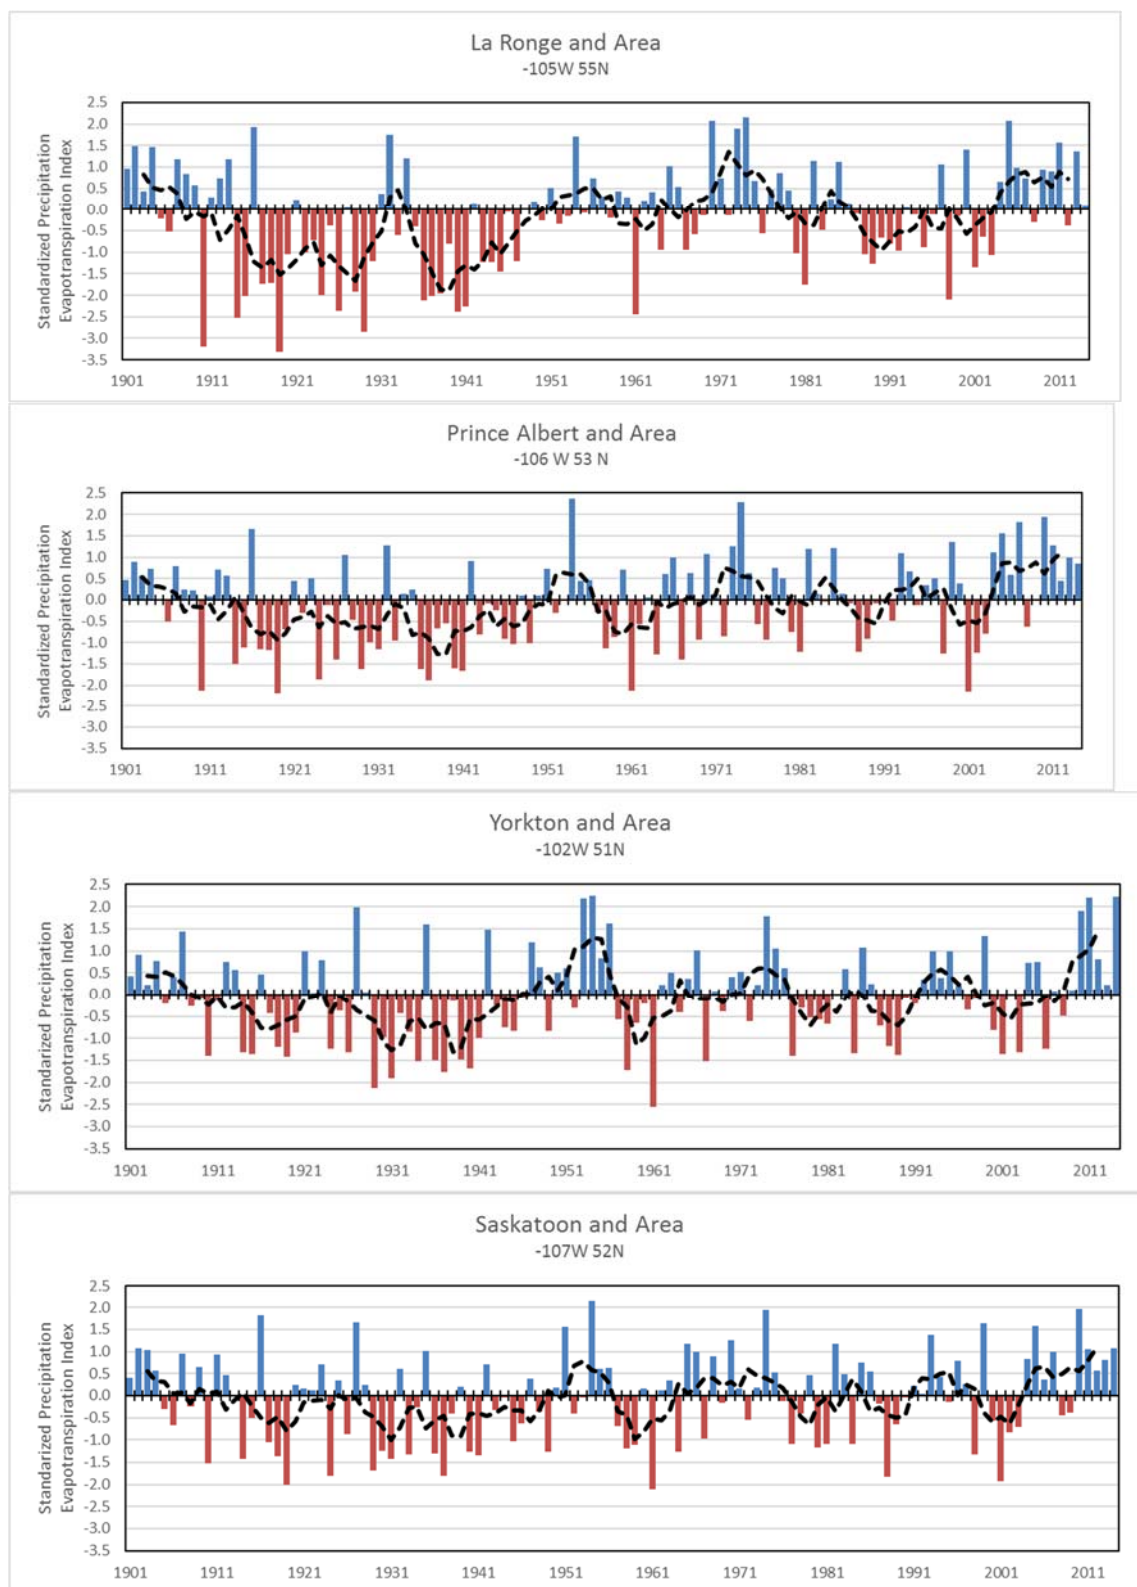 La Ronge and Area
-105W 55N
Standardized Precipitation
Evapotranspiration Index
2.5
2.0
1.5
1.0
0.5
0.0
-0.5
-1.0
-1.5
-2.0
-2.5
-3.0
-3.5
1901 1911 1921 1931 1941 1951 1961 1971 1981 1991 2001 2011
Prince Albert and Area
-106 W 53 N
Standardized Precipitation
Evapotranspiration Index
2.5
2.0
1.5
1.0
0.5
0.0
-0.5
-1.0
-1.5
-2.0
-2.5
-3.0
-3.5
1901 1911 1921 1931 1941 1951 1961 1971 1981 1991 2001 2011
Yorkton and Area
-102W 51N
Standarized Precipitation
Evapotranspiration Index
2.5
2.0
1.5
1.0
0.5
0.0
-0.5
-1.0
-1.5
-2.0
-2.5
-3.0
-3.5
1901 1911 1921 1931 1941 1951 1961 1971 1981 1991 2001 2011
Saskatoon and Area
-107W 52N
Standarized Precipitation
Evapotranspiration Index
2.5
2.0
1.5
1.0
0.5
0.0
-0.5
-1.0
-1.5
-2.0
-2.5
-3.0
-3.5
1901 1911 1921 1931 1941 1951 1961 1971 1981 1991 2001 2011